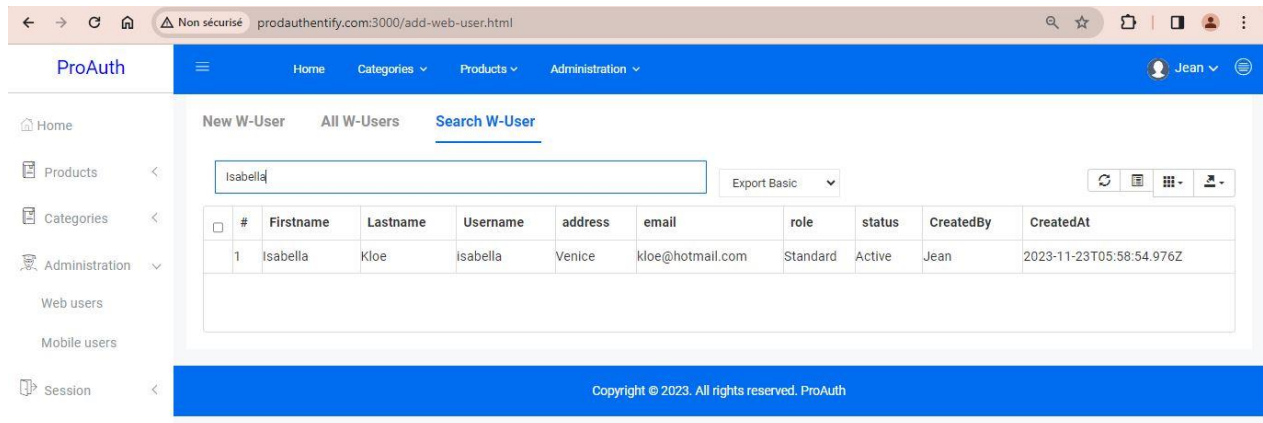 Non sécurisé prodauthentify.com:3000/add-web-user.html
ProAuth
Home Categories Products Administration
Jean
Home
Products
Categories
Administration
Web users
Mobile users
Session
New W-User All W-Users Search W-User
Isabella
Export Basic
# Firstname Lastname Username address email role status CreatedBy CreatedAt
1 Isabella Kloe isabella Venice kloe@hotmail.com Standard Active Jean 2023-11-23T05:58:54.976Z
Copyright © 2023. All rights reserved. ProAuth